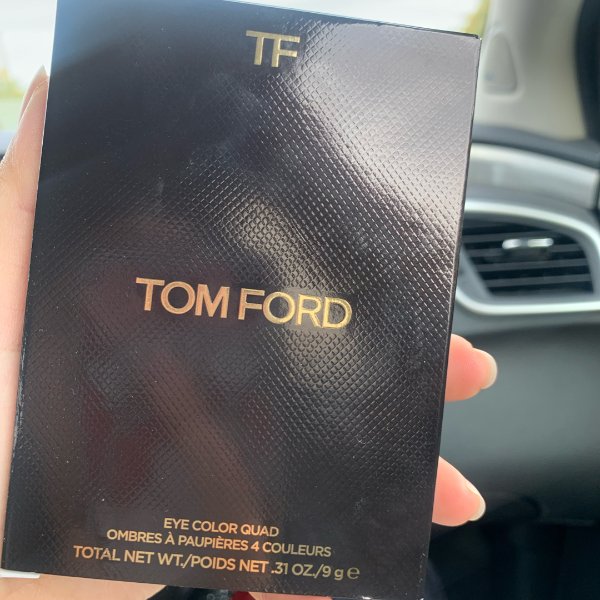 TF
TOM FORD
EYE COLOR QUAD
OMBRES À PAUPIÈRES 4 COULEURS
TOTAL NET WT./POIDS NET .31 OZ./9 g ℮